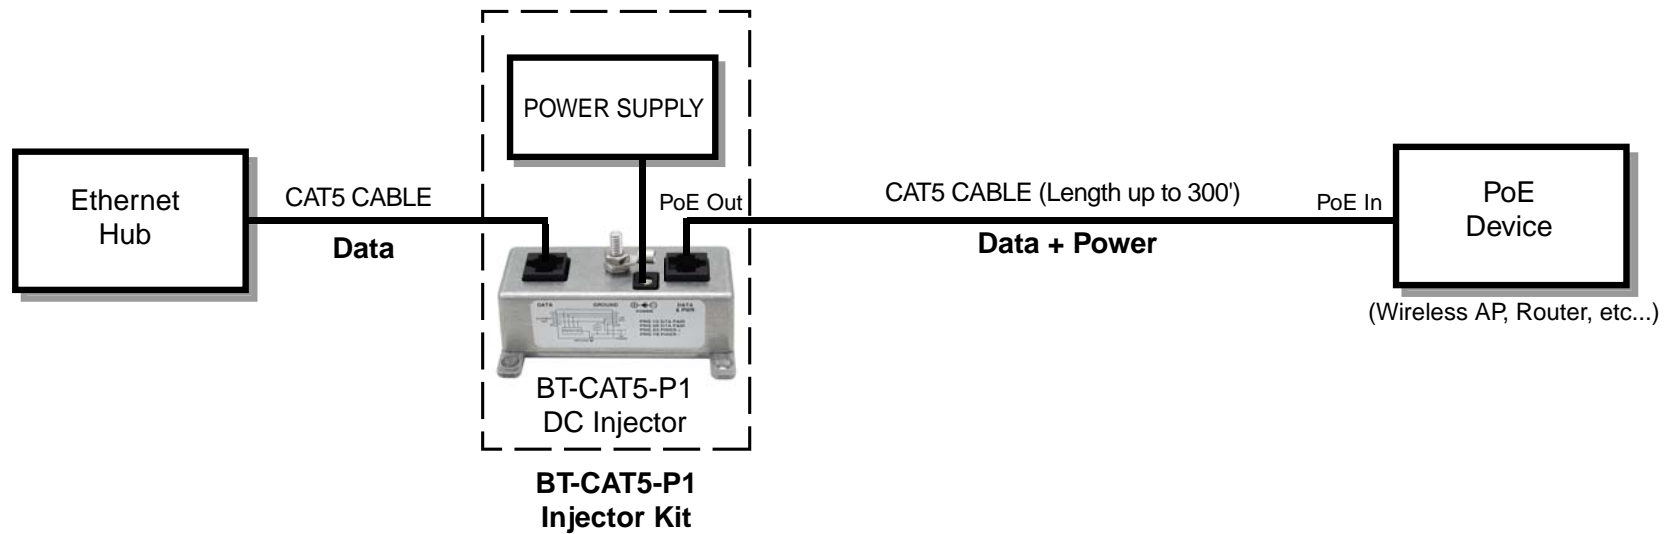 POWER SUPPLY
Ethernet
Hub
CAT5 CABLE
Data
PoE Out
CAT5 CABLE (Length up to 300')
Data + Power
PoE In
PoE
Device
(Wireless AP, Router, etc...)
DATA
GROUND
POWER
DATA
& PWR
BT-CAT5-P1
DC Injector
BT-CAT5-P1
Injector Kit